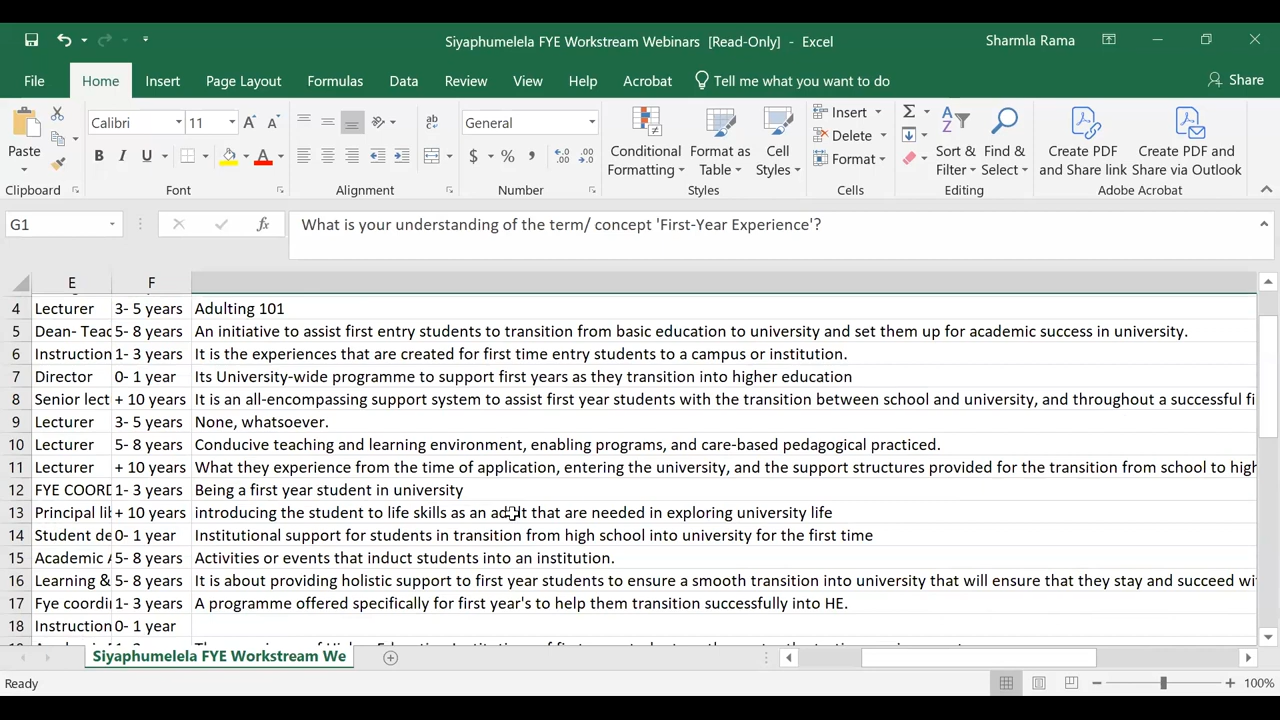 Siyaphumelela FYE Workstream Webinars [Read-Only] - Excel
Sharmla Rama
File Home Insert Page Layout Formulas Data Review View Help Acrobat Tell me what you want to do Share
Paste
Calibri 11
B I U A
General
$ % ,
Conditional Formatting
Format as Table
Cell Styles
Insert
Delete
Format
Sort & Filter
Find & Select
Create PDF and Share link
Create PDF and Share via Outlook
Clipboard Font Alignment Number Styles Cells Editing Adobe Acrobat
G1 fx What is your understanding of the term/ concept 'First-Year Experience'?
E F
4 Lecturer 3- 5 years Adulting 101
5 Dean- Teac 5- 8 years An initiative to assist first entry students to transition from basic education to university and set them up for academic success in university.
6 Instruction 1- 3 years It is the experiences that are created for first time entry students to a campus or institution.
7 Director 0- 1 year Its University-wide programme to support first years as they transition into higher education
8 Senior lect + 10 years It is an all-encompassing support system to assist first year students with the transition between school and university, and throughout a successful fi
9 Lecturer 3- 5 years None, whatsoever.
10 Lecturer 5- 8 years Conducive teaching and learning environment, enabling programs, and care-based pedagogical practiced.
11 Lecturer + 10 years What they experience from the time of application, entering the university, and the support structures provided for the transition from school to high
12 FYE COORD 1- 3 years Being a first year student in university
13 Principal lib + 10 years introducing the student to life skills as an adult that are needed in exploring university life
14 Student de 0- 1 year Institutional support for students in transition from high school into university for the first time
15 Academic A 5- 8 years Activities or events that induct students into an institution.
16 Learning & 5- 8 years It is about providing holistic support to first year students to ensure a smooth transition into university that will ensure that they stay and succeed wi
17 Fye coordi 1- 3 years A programme offered specifically for first year's to help them transition successfully into HE.
18 Instruction 0- 1 year
Siyaphumelela FYE Workstream We
Ready 100%